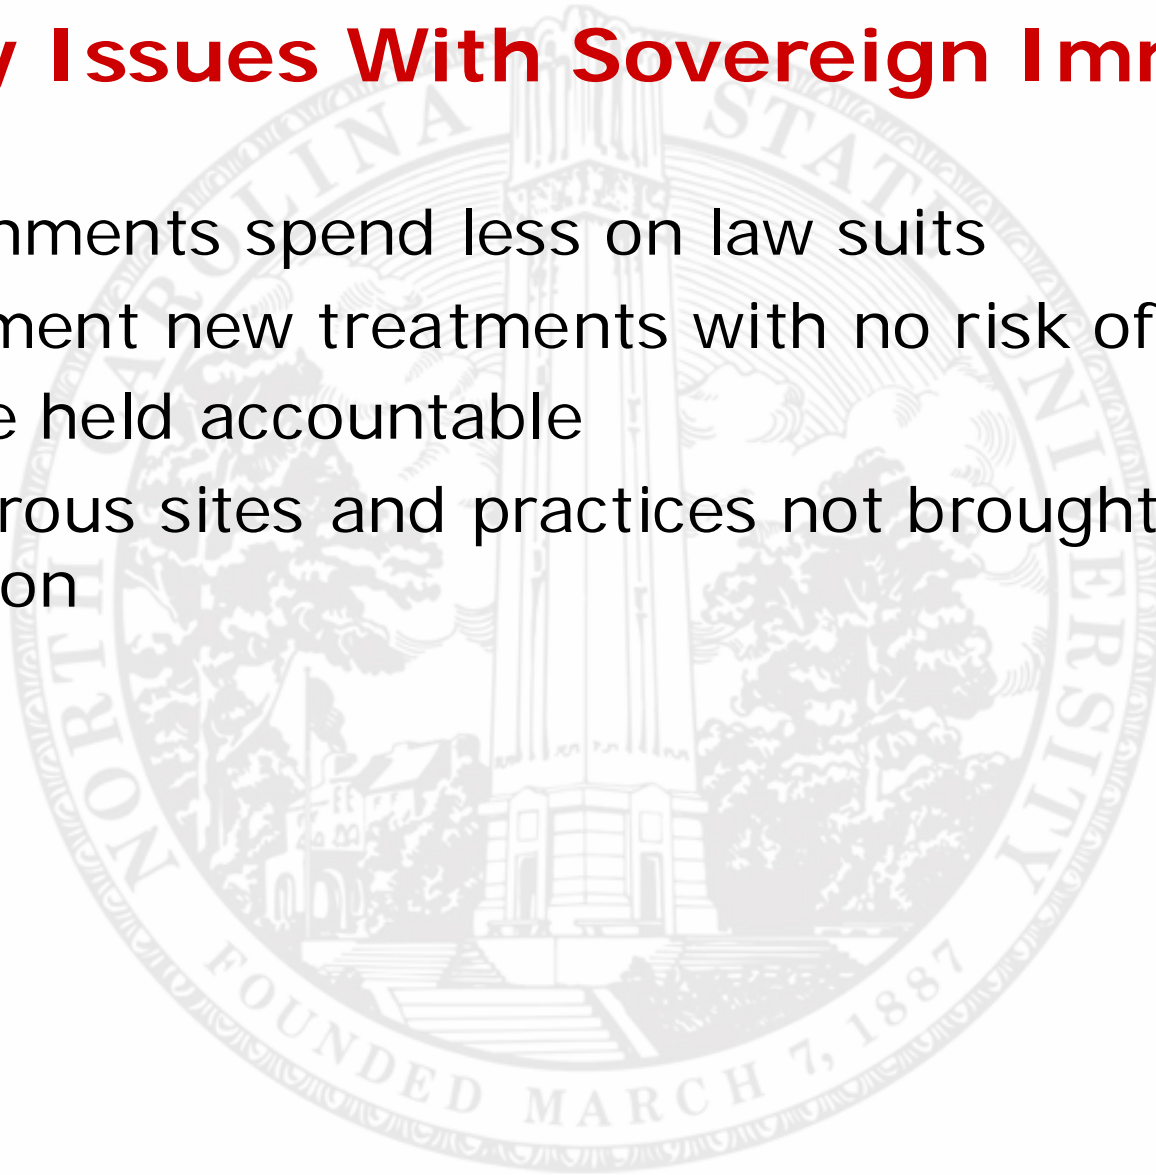 y Issues With Sovereign Imm
nments spend less on law suits
ment new treatments with no risk of
e held accountable
rous sites and practices not brought
on
NORTH CAROLINA STATE UNIVERSITY
FOUNDED MARCH 7, 1887